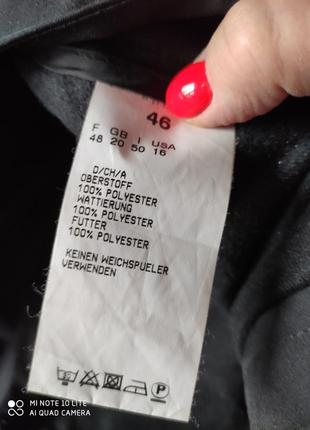 46
F GB I USA
48 20 50 16
D/CH/A
OBERSTOFF
100% POLYESTER
WATTIERUNG
100% POLYESTER
FUTTER
100% POLYESTER
KEINEN WEICHSPUELER
VERWENDEN
P
MI NOTE 10 LITE
AI QUAD CAMERA